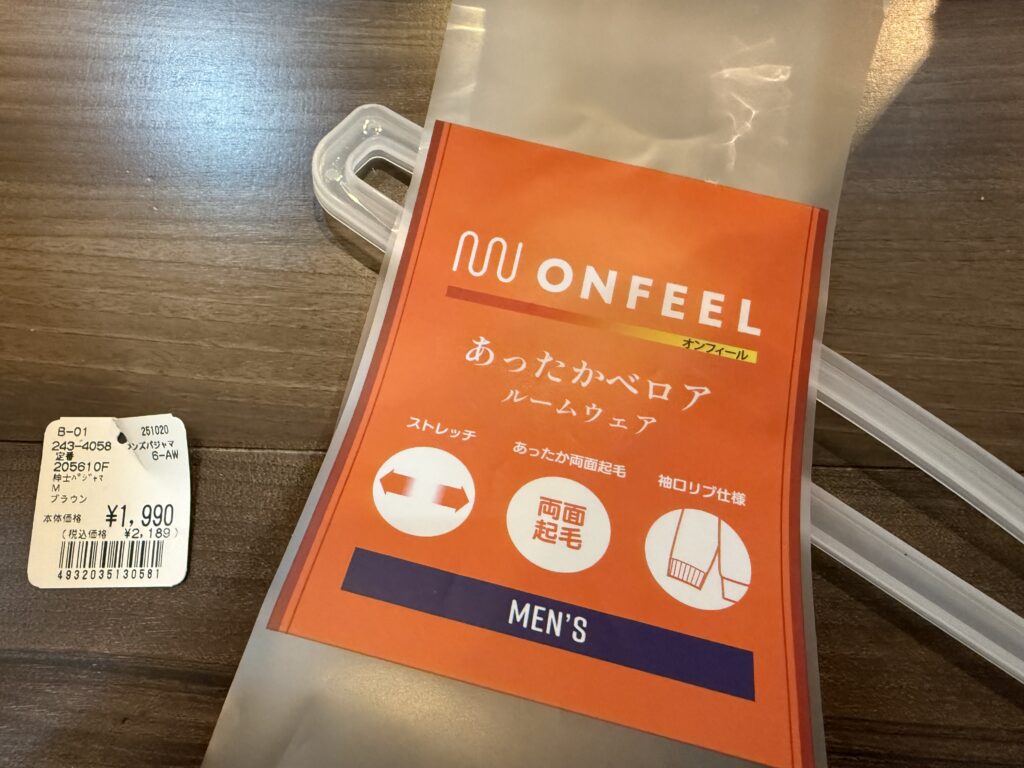 B-01 251020
243-4058 ンズパジャマ
定番 6-AW
205610F
紳士ﾊﾟｼﾞｬﾏ
M
ブラウン
本体価格 ¥1,990
(税込価格 ¥2,189)
4932035130581
ONFEEL
オンフィール
あったかベロア
ルームウェア
ストレッチ
あったか両面起毛
袖口リブ仕様
両面
起毛
MEN'S